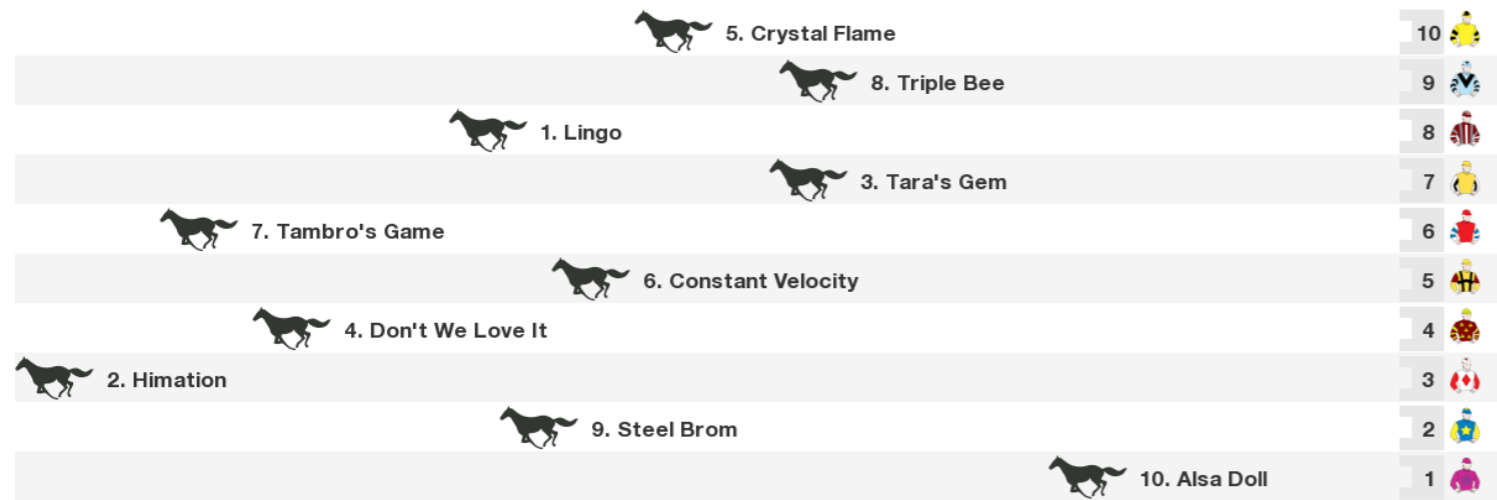 5. Crystal Flame 10
8. Triple Bee 9
1. Lingo 8
3. Tara's Gem 7
7. Tambro's Game 6
6. Constant Velocity 5
4. Don't We Love It 4
2. Himation 3
9. Steel Brom 2
10. Alsa Doll 1